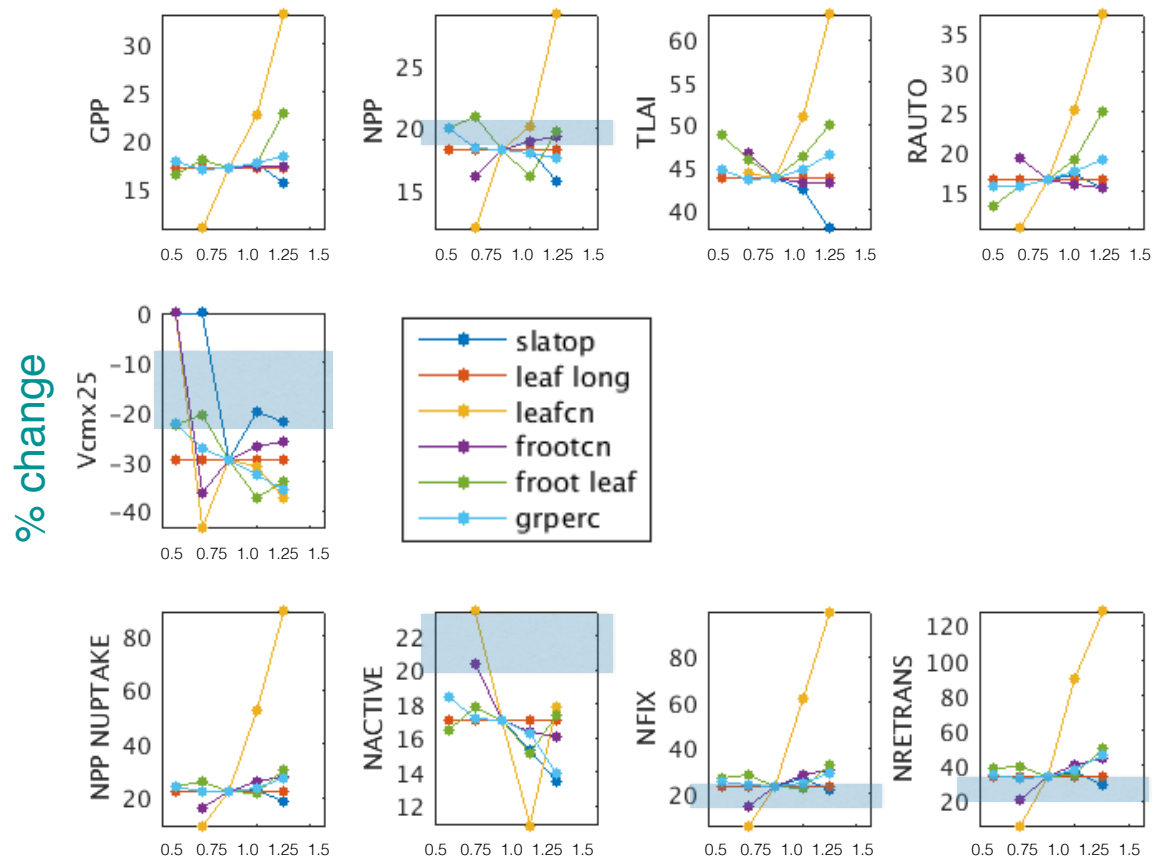 GPP
30
20
15
0.5 0.75 1.0 1.25 1.5
NPP
25
20
15
0.5 0.75 1.0 1.25 1.5
TLAI
60
55
50
45
40
0.5 0.75 1.0 1.25 1.5
RAUTO
35
30
25
20
15
0.5 0.75 1.0 1.25 1.5
% change
Vcmx25
0
−10
−20
−30
−40
0.5 0.75 1.0 1.25 1.5
slatop
leaf long
leafcn
frootcn
froot leaf
grperc
NPP NUPTAKE
80
60
40
20
0.5 0.75 1.0 1.25 1.5
NACTIVE
22
20
18
16
14
12
0.5 0.75 1.0 1.25 1.5
NFIX
80
60
40
20
0.5 0.75 1.0 1.25 1.5
NRETRANS
120
100
80
60
40
20
0.5 0.75 1.0 1.25 1.5